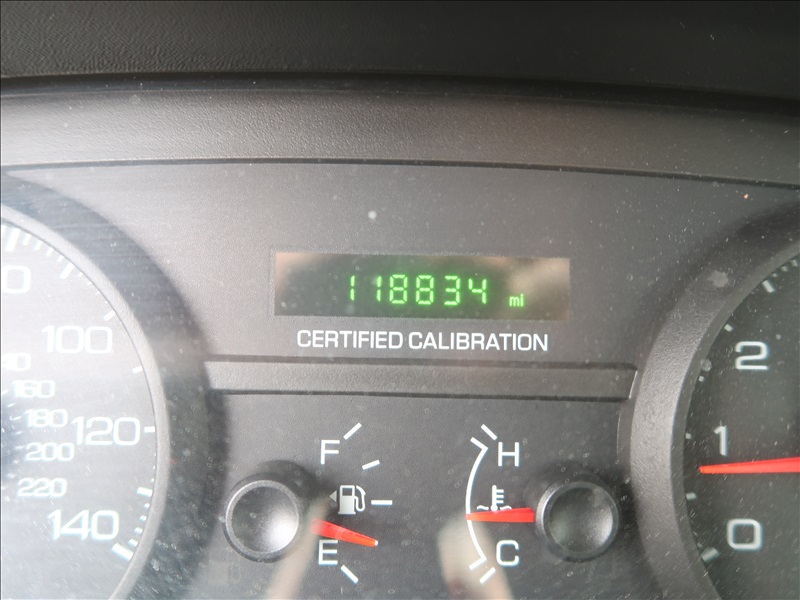 118834 mi
CERTIFIED CALIBRATION
100
120
140
160
180
200
220
F
E
H
C
2
1
0